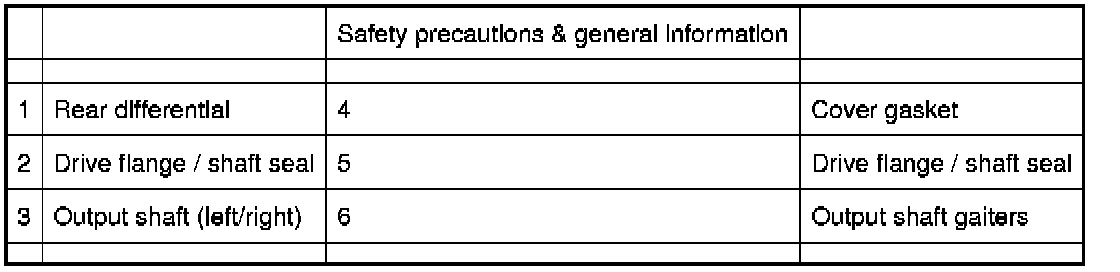 Safety precautions & general information
1 Rear differential 4 Cover gasket
2 Drive flange / shaft seal 5 Drive flange / shaft seal
3 Output shaft (left/right) 6 Output shaft gaiters